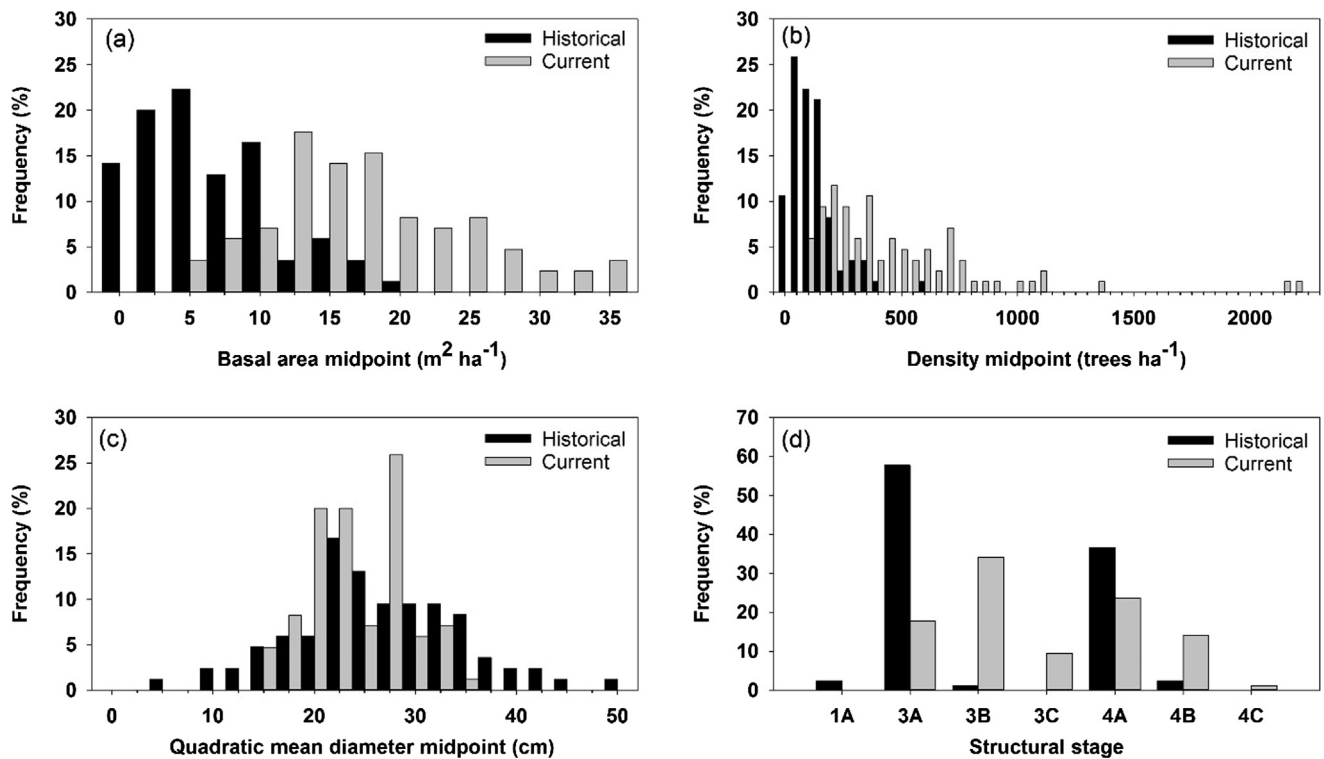 (a)
Historical
Current
Frequency (%)
30
25
20
15
10
5
0
0 5 10 15 20 25 30 35
Basal area midpoint (m² ha⁻¹)
(b)
Historical
Current
Frequency (%)
30
25
20
15
10
5
0
0 500 1000 1500 2000
Density midpoint (trees ha⁻¹)
(c)
Historical
Current
Frequency (%)
30
25
20
15
10
5
0
0 10 20 30 40 50
Quadratic mean diameter midpoint (cm)
(d)
Historical
Current
Frequency (%)
70
60
50
40
30
20
10
0
1A 3A 3B 3C 4A 4B 4C
Structural stage